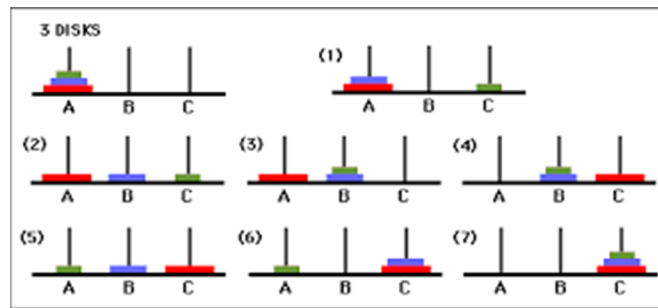 3 DISKS
A B C
(1)
A B C
(2)
A B C
(3)
A B C
(4)
A B C
(5)
A B C
(6)
A B C
(7)
A B C